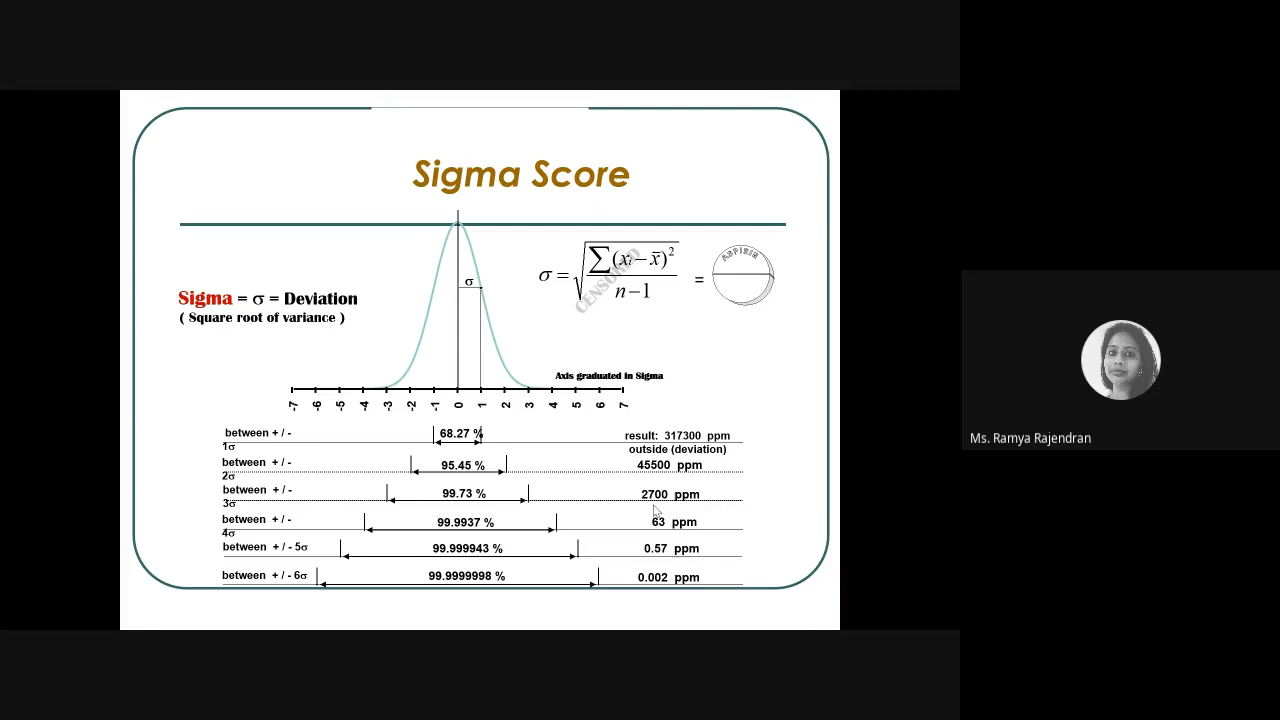 Sigma Score
σ = √ ∑(xᵢ − x̄)² / n − 1 =
CENSORED
ASPIRIN
σ
Sigma = σ = Deviation
( Square root of variance )
Axis graduated in Sigma
-7 -6 -5 -4 -3 -2 -1 0 1 2 3 4 5 6 7
between + / - 1σ 68.27 % result: 317300 ppm outside (deviation)
between + / - 2σ 95.45 % 45500 ppm
between + / - 3σ 99.73 % 2700 ppm
between + / - 4σ 99.9937 % 63 ppm
between + / - 5σ 99.999943 % 0.57 ppm
between + / - 6σ 99.9999998 % 0.002 ppm
Ms. Ramya Rajendran